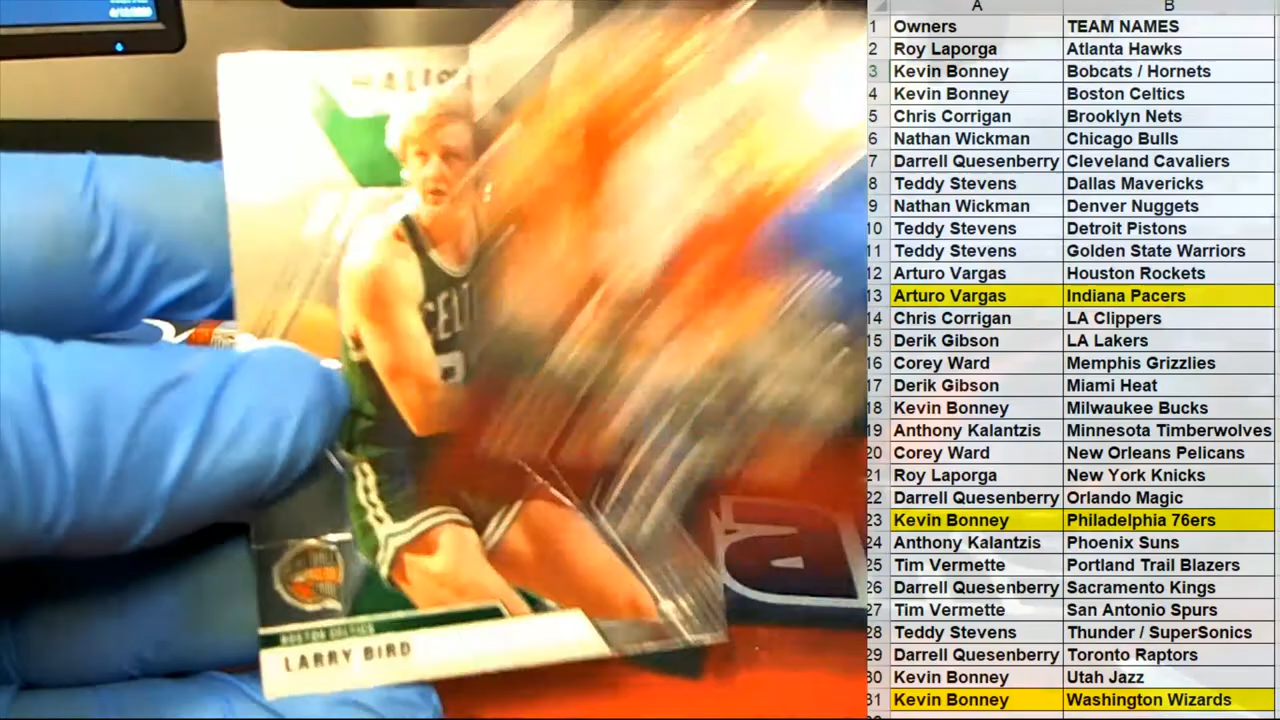 BOSTON CELTICS
LARRY BIRD
A B
1 Owners TEAM NAMES
2 Roy Laporga Atlanta Hawks
3 Kevin Bonney Bobcats / Hornets
4 Kevin Bonney Boston Celtics
5 Chris Corrigan Brooklyn Nets
6 Nathan Wickman Chicago Bulls
7 Darrell Quesenberry Cleveland Cavaliers
8 Teddy Stevens Dallas Mavericks
9 Nathan Wickman Denver Nuggets
10 Teddy Stevens Detroit Pistons
11 Teddy Stevens Golden State Warriors
12 Arturo Vargas Houston Rockets
13 Arturo Vargas Indiana Pacers
14 Chris Corrigan LA Clippers
15 Derik Gibson LA Lakers
16 Corey Ward Memphis Grizzlies
17 Derik Gibson Miami Heat
18 Kevin Bonney Milwaukee Bucks
19 Anthony Kalantzis Minnesota Timberwolves
20 Corey Ward New Orleans Pelicans
21 Roy Laporga New York Knicks
22 Darrell Quesenberry Orlando Magic
23 Kevin Bonney Philadelphia 76ers
24 Anthony Kalantzis Phoenix Suns
25 Tim Vermette Portland Trail Blazers
26 Darrell Quesenberry Sacramento Kings
27 Tim Vermette San Antonio Spurs
28 Teddy Stevens Thunder / SuperSonics
29 Darrell Quesenberry Toronto Raptors
30 Kevin Bonney Utah Jazz
31 Kevin Bonney Washington Wizards